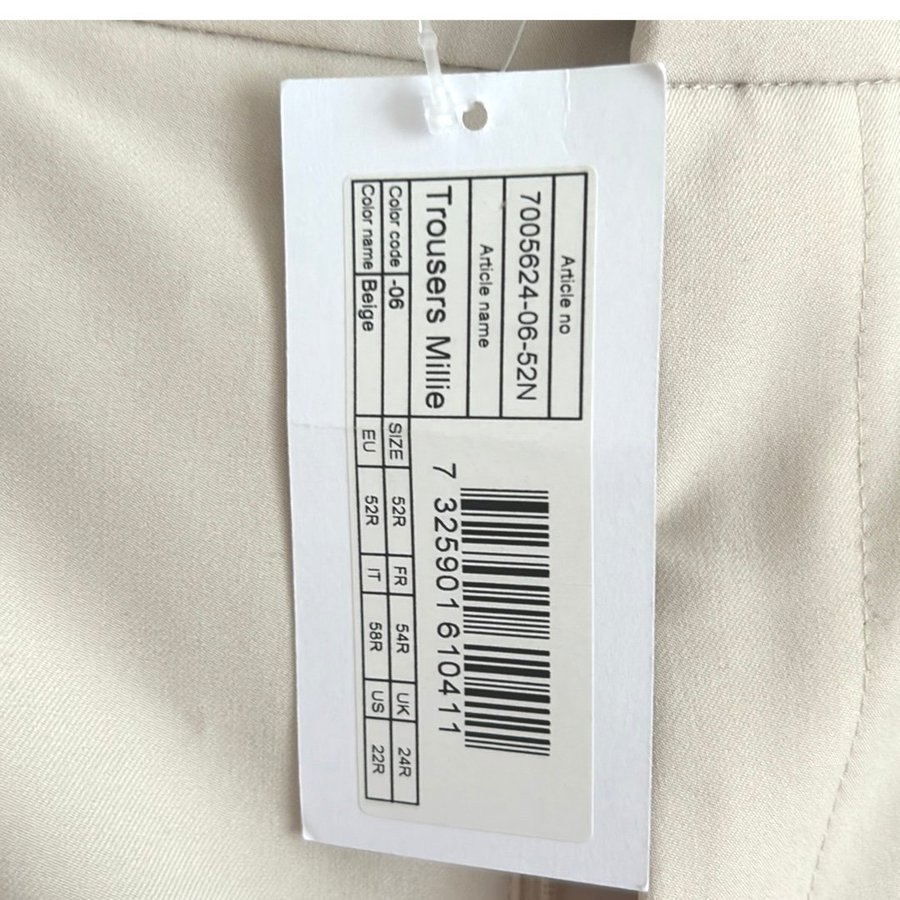 Article no
7005624-06-52N
Article name
Trousers Millie
Color code -06
Color name Beige
SIZE 52R FR 54R UK 24R
EU 52R IT 58R US 22R
7 325901 610411